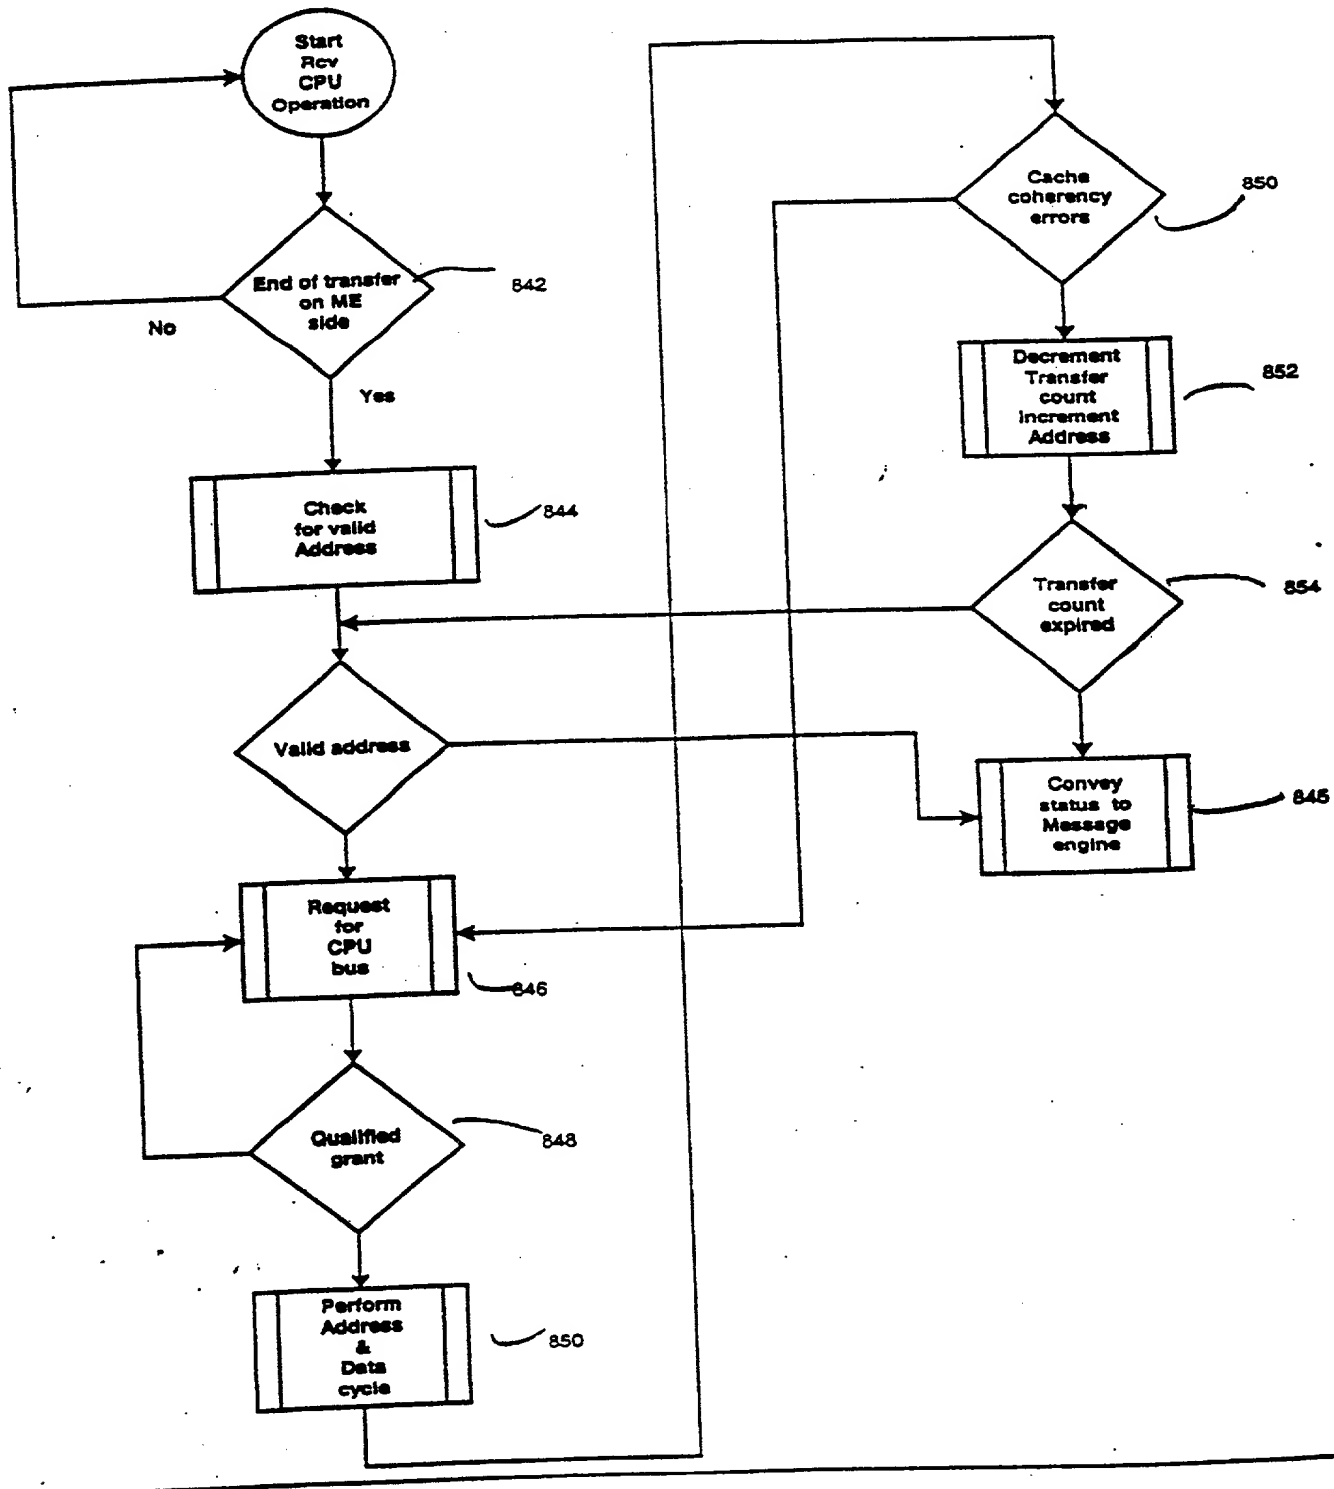 Start
Rcv
CPU
Operation
End of transfer
on ME
side
842
No
Yes
Check
for valid
Address
844
Valid address
Request
for
CPU
bus
846
Qualified
grant
848
Perform
Address
&
Data
cycle
850
Cache
coherency
errors
850
Decrement
Transfer
count
Increment
Address
852
Transfer
count
expired
854
Convey
status to
Message
engine
845